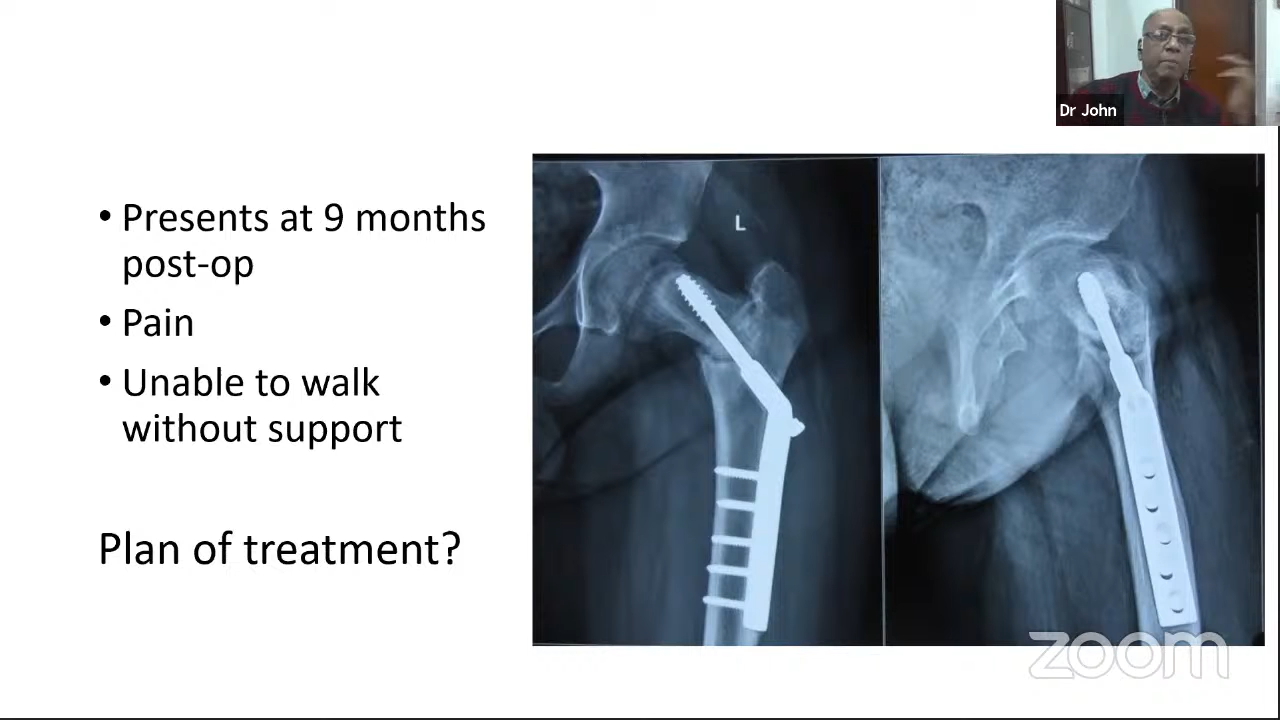 Dr John
• Presents at 9 months
post-op
• Pain
• Unable to walk
without support
Plan of treatment?
L
zoom